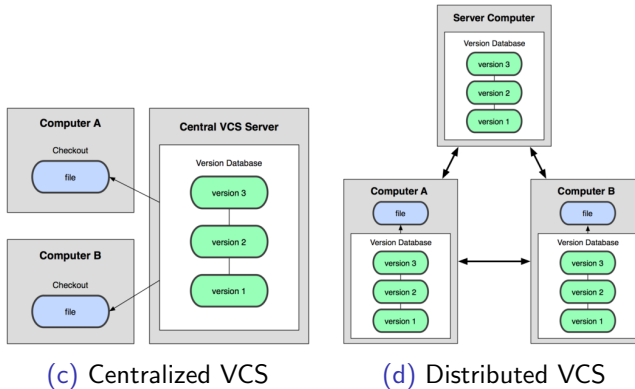 Computer A
Checkout
file
Computer B
Checkout
file
Central VCS Server
Version Database
version 3
version 2
version 1
(c) Centralized VCS
Server Computer
Version Database
version 3
version 2
version 1
Computer A
file
Version Database
version 3
version 2
version 1
Computer B
file
Version Database
version 3
version 2
version 1
(d) Distributed VCS